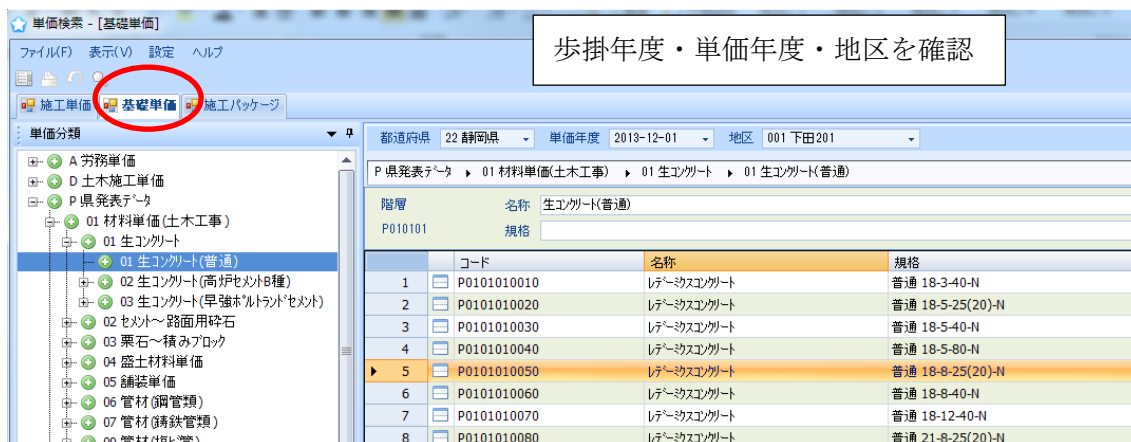 単価検索 - [基礎単価]
歩掛年度・単価年度・地区を確認
ファイル(F) 表示(V) 設定 ヘルプ
施工単価 基礎単価 施工パッケージ
単価分類
都道府県 22 静岡県 単価年度 2013-12-01 地区 001 下田201
A 労務単価
D 土木施工単価
P 県発表ﾃﾞｰﾀ
01 材料単価(土木工事)
01 生ｺﾝｸﾘｰﾄ
01 生ｺﾝｸﾘｰﾄ(普通)
02 生ｺﾝｸﾘｰﾄ(高炉ｾﾒﾝﾄB種)
03 生ｺﾝｸﾘｰﾄ(早強ﾎﾟﾙﾄﾗﾝﾄﾞｾﾒﾝﾄ)
02 ｾﾒﾝﾄ～路面用砕石
03 栗石～積みﾌﾞﾛｯｸ
04 盛土材料単価
05 舗装単価
06 管材(鋼管類)
07 管材(鋳鉄管類)
P 県発表ﾃﾞｰﾀ 01 材料単価(土木工事) 01 生ｺﾝｸﾘｰﾄ 01 生ｺﾝｸﾘｰﾄ(普通)
階層 名称 生ｺﾝｸﾘｰﾄ(普通)
P010101 規格
コード 名称 規格
1 P0101010010 ﾚﾃﾞｰﾐｸｽｺﾝｸﾘｰﾄ 普通 18-3-40-N
2 P0101010020 ﾚﾃﾞｰﾐｸｽｺﾝｸﾘｰﾄ 普通 18-5-25(20)-N
3 P0101010030 ﾚﾃﾞｰﾐｸｽｺﾝｸﾘｰﾄ 普通 18-5-40-N
4 P0101010040 ﾚﾃﾞｰﾐｸｽｺﾝｸﾘｰﾄ 普通 18-5-80-N
5 P0101010050 ﾚﾃﾞｰﾐｸｽｺﾝｸﾘｰﾄ 普通 18-8-25(20)-N
6 P0101010060 ﾚﾃﾞｰﾐｸｽｺﾝｸﾘｰﾄ 普通 18-8-40-N
7 P0101010070 ﾚﾃﾞｰﾐｸｽｺﾝｸﾘｰﾄ 普通 18-12-40-N
8 P0101010080 ﾚﾃﾞｰﾐｸｽｺﾝｸﾘｰﾄ 普通 21-8-25(20)-N